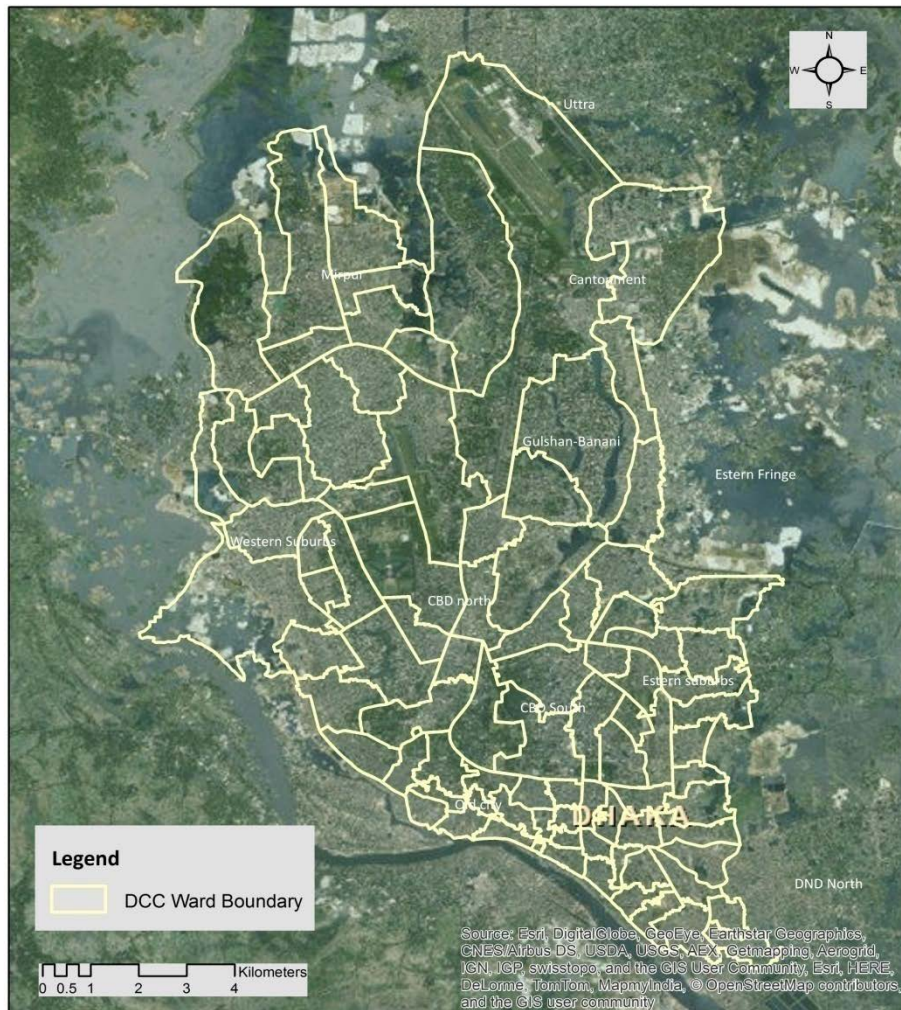 N
W E
S
Uttra
Mirpur
Cantonment
Gulshan-Banani
Estern Fringe
Western Suburbs
CBD north
Estern suburbs
CBD South
Old city
DHAKA
DND North
Legend
DCC Ward Boundary
0 0.5 1 2 3 4 Kilometers
Source: Esri, DigitalGlobe, GeoEye, Earthstar Geographics,
CNES/Airbus DS, USDA, USGS, AEX, Getmapping, Aerogrid,
IGN, IGP, swisstopo, and the GIS User Community, Esri, HERE,
DeLorme, TomTom, MapmyIndia, © OpenStreetMap contributors,
and the GIS user community